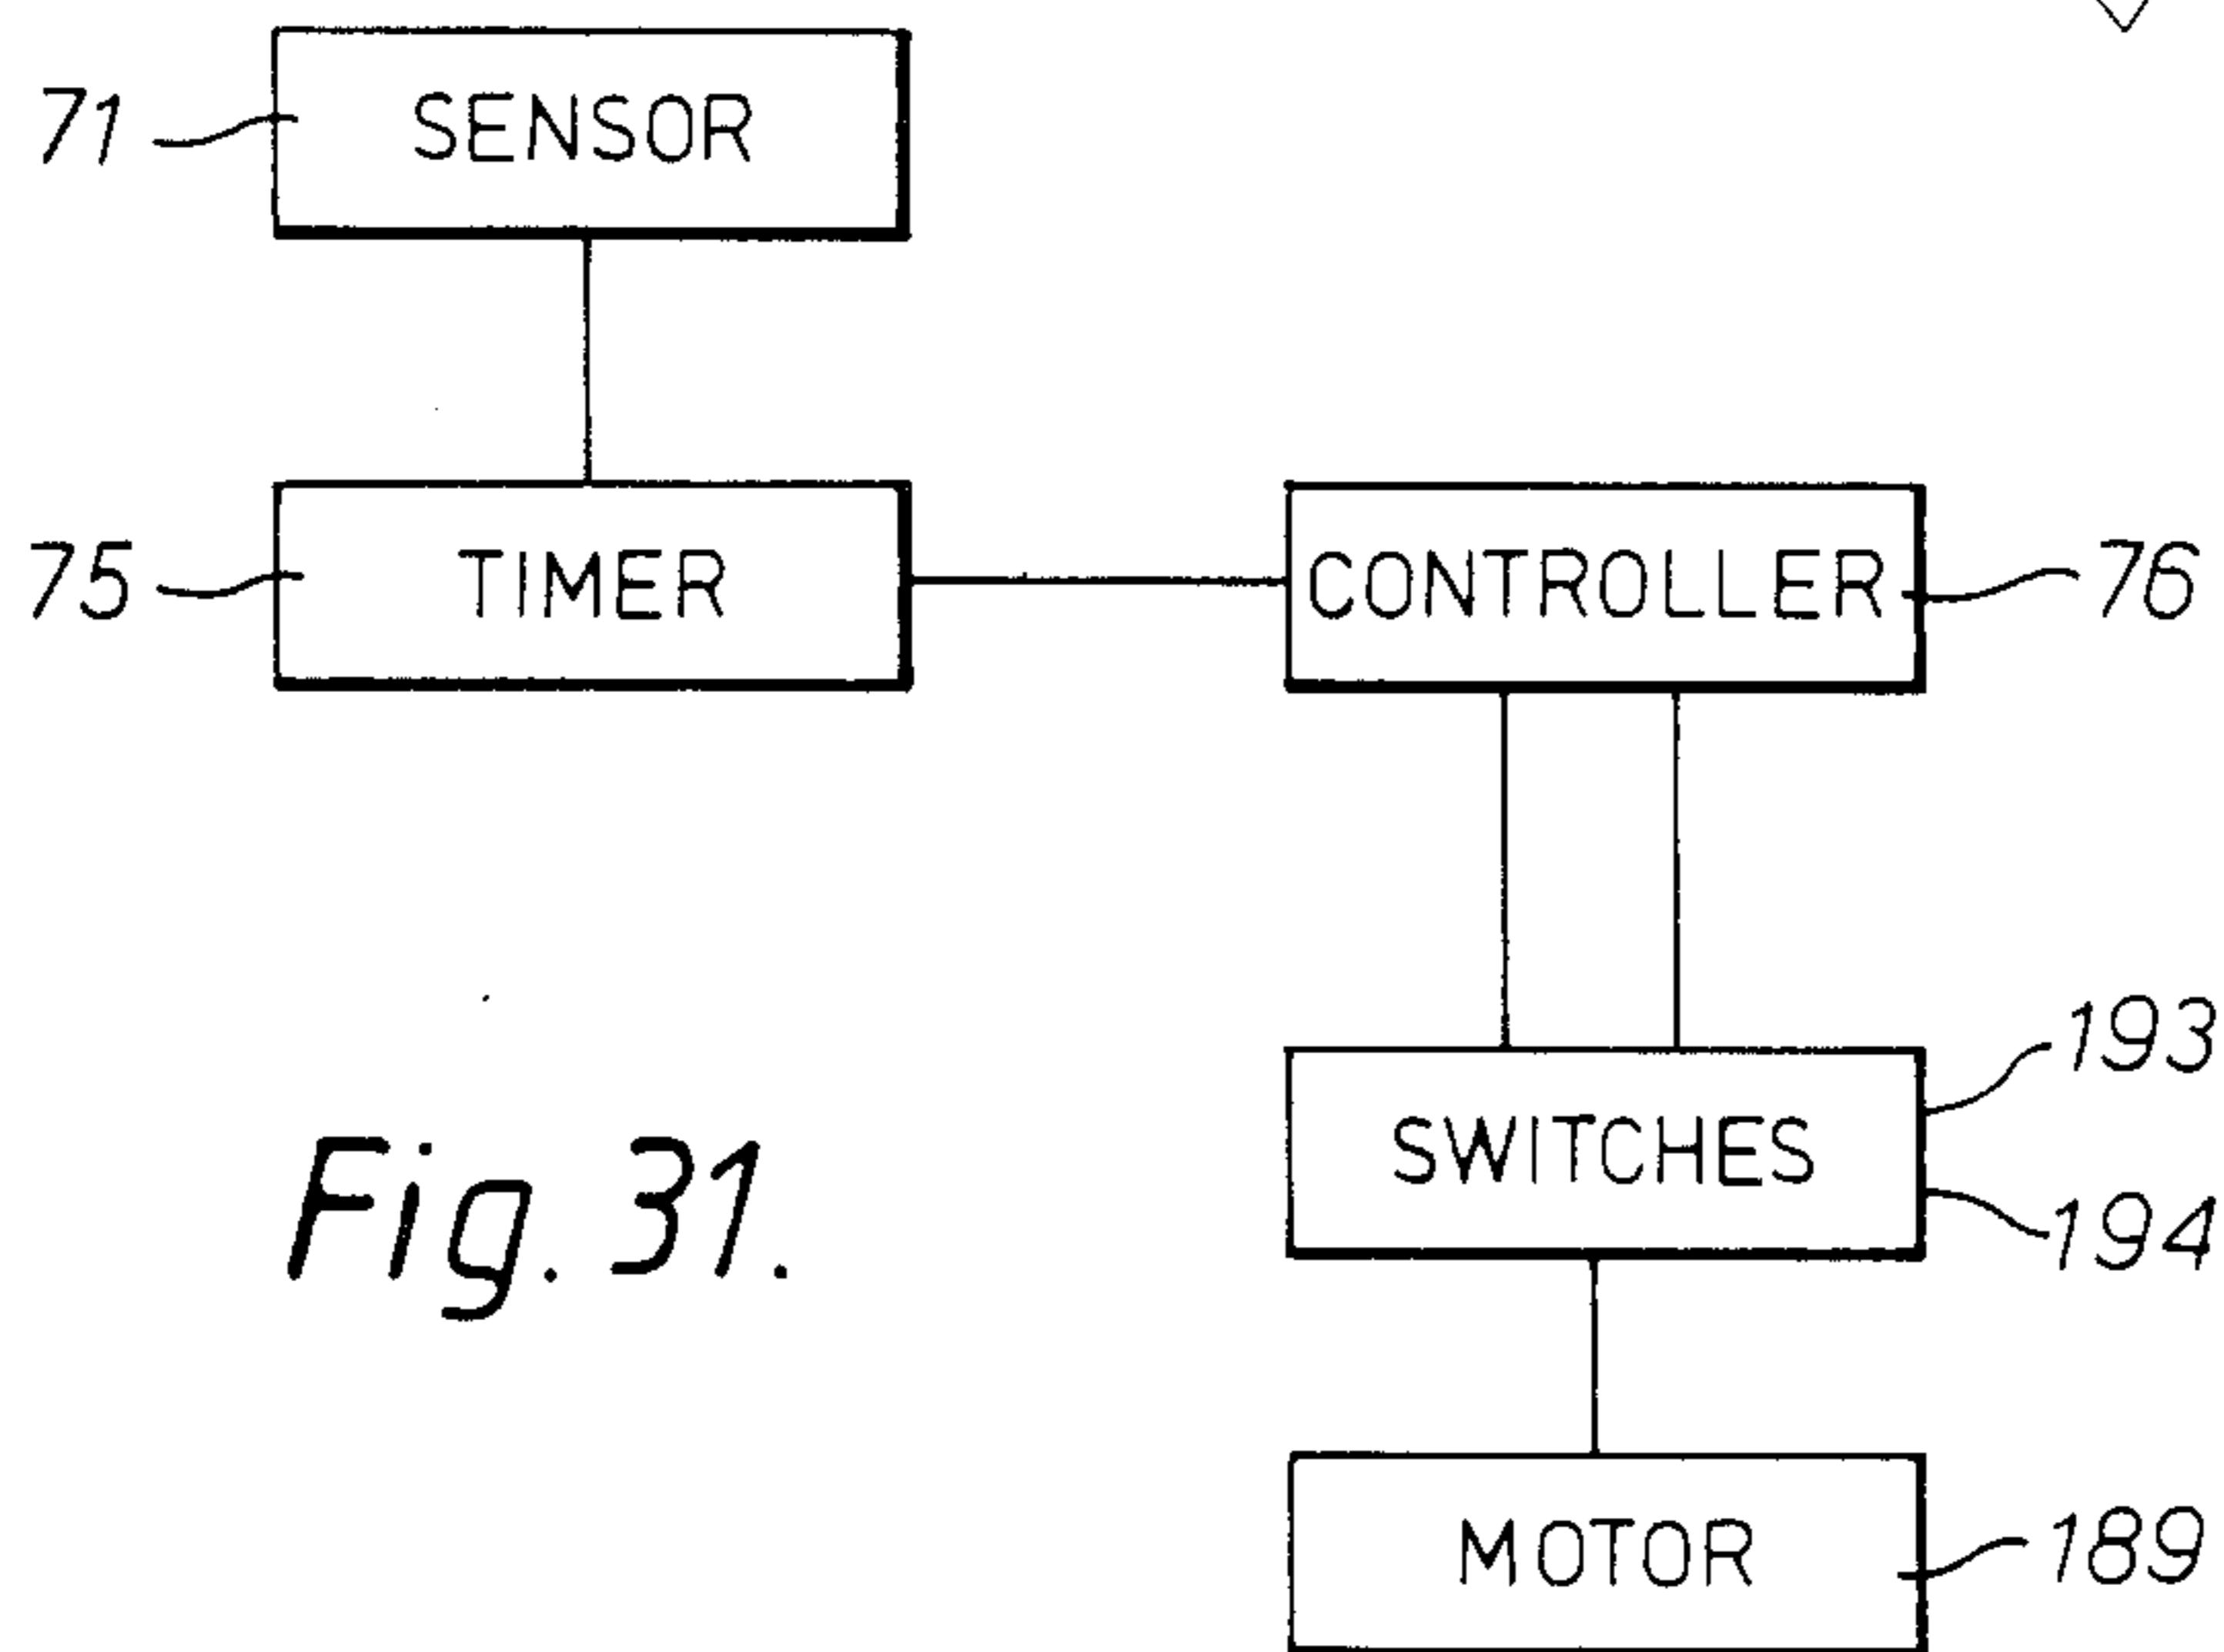 71 SENSOR
75 TIMER
CONTROLLER 76
193
SWITCHES
194
Fig. 31.
MOTOR 189